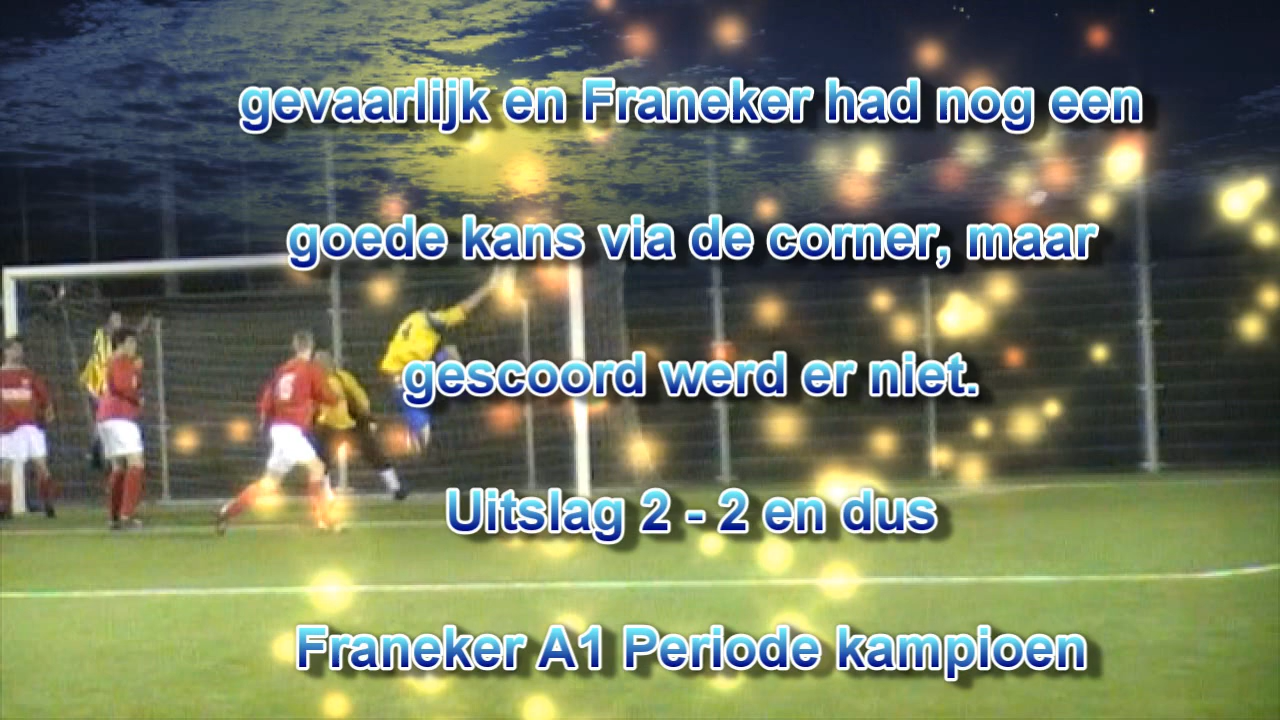 gevaarlijk en Franeker had nog een
goede kans via de corner, maar
gescoord werd er niet.
Uitslag 2 - 2 en dus
Franeker A1 Periode kampioen
6